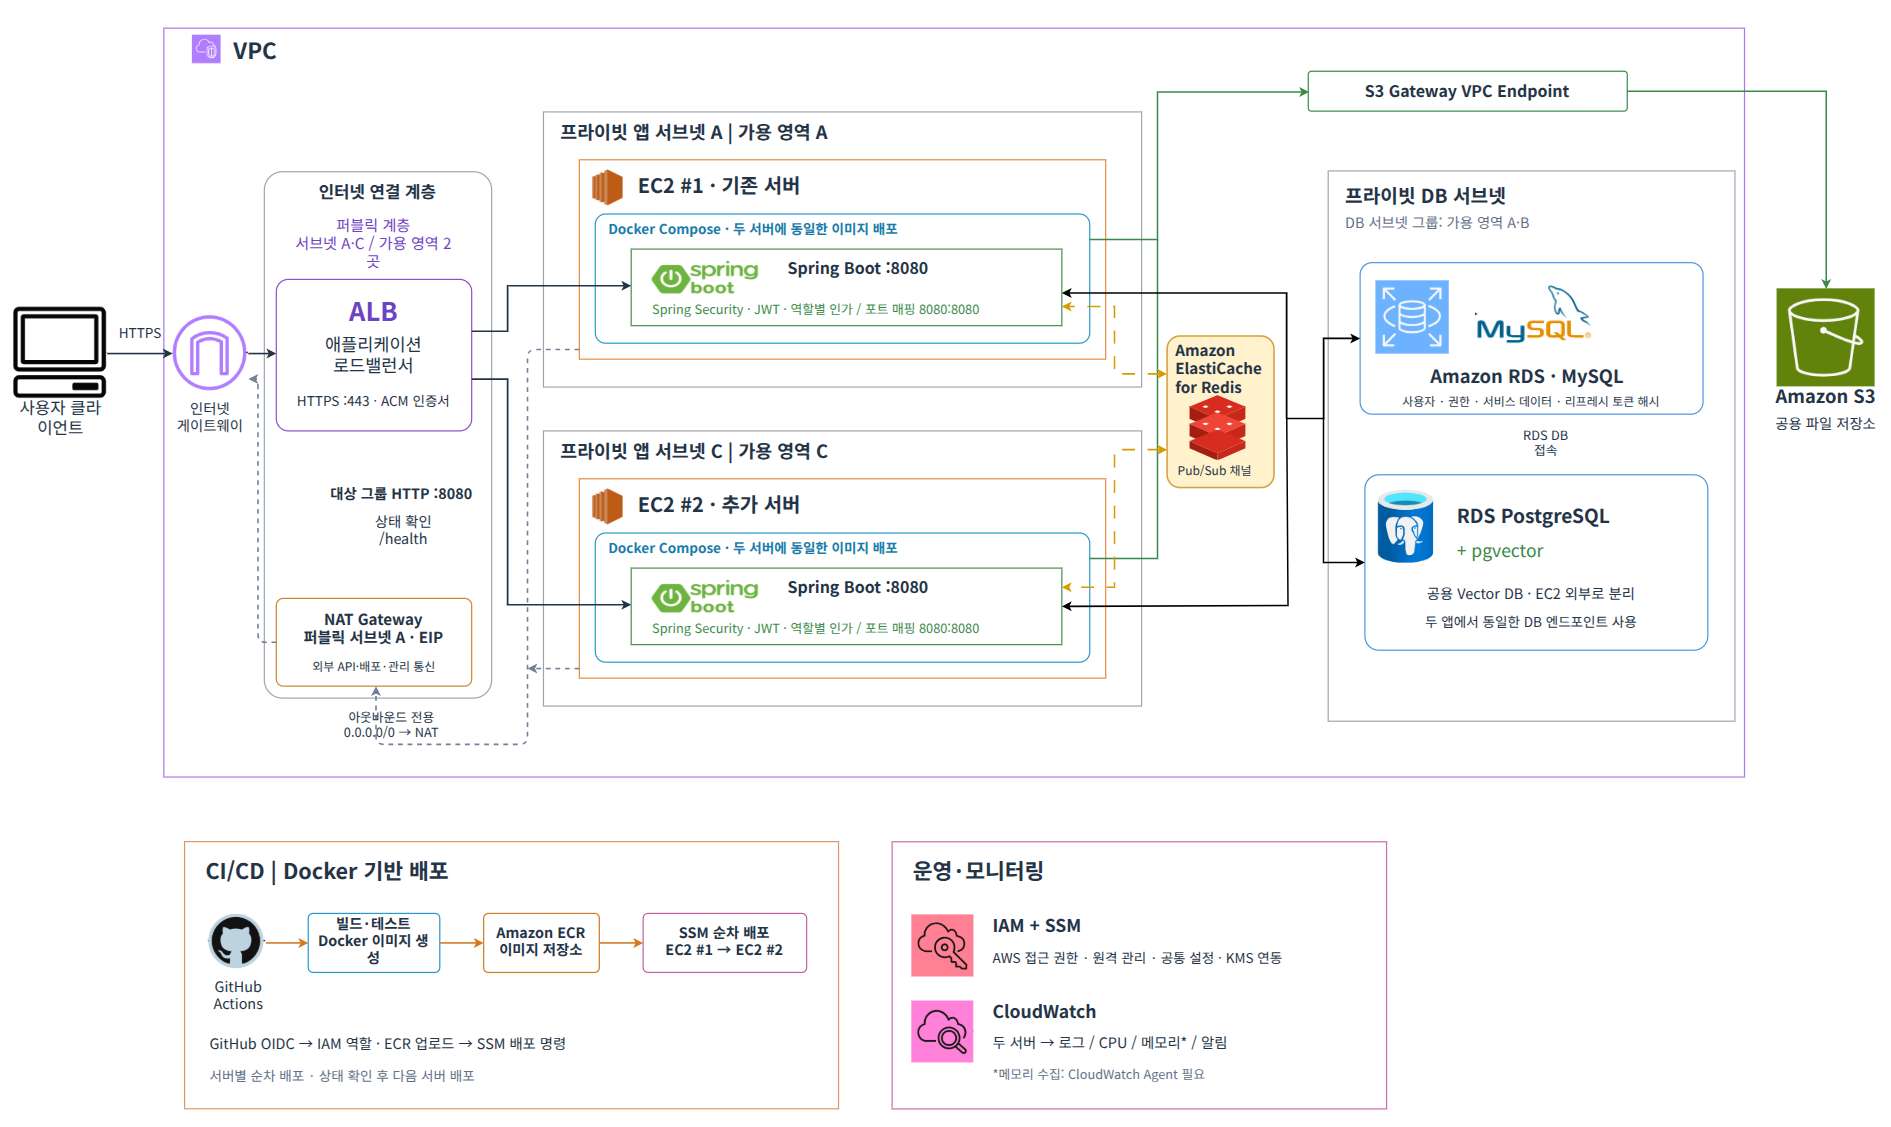 VPC
S3 Gateway VPC Endpoint
프라이빗 앱 서브넷 A | 가용 영역 A
EC2 #1 · 기존 서버
Docker Compose · 두 서버에 동일한 이미지 배포
spring
boot
Spring Boot :8080
Spring Security · JWT · 역할별 인가 / 포트 매핑 8080:8080
인터넷 연결 계층
퍼블릭 계층
서브넷 A·C / 가용 영역 2
곳
ALB
애플리케이션
로드밸런서
HTTPS :443 · ACM 인증서
HTTPS
사용자 클라
이언트
인터넷
게이트웨이
대상 그룹 HTTP :8080
상태 확인
/health
NAT Gateway
퍼블릭 서브넷 A · EIP
외부 API·배포·관리 통신
아웃바운드 전용
0.0.0.0/0 → NAT
프라이빗 앱 서브넷 C | 가용 영역 C
EC2 #2 · 추가 서버
Docker Compose · 두 서버에 동일한 이미지 배포
spring
boot
Spring Boot :8080
Spring Security · JWT · 역할별 인가 / 포트 매핑 8080:8080
Amazon
ElastiCache
for Redis
Pub/Sub 채널
프라이빗 DB 서브넷
DB 서브넷 그룹: 가용 영역 A·B
MySQL®
Amazon RDS · MySQL
사용자 · 권한 · 서비스 데이터 · 리프레시 토큰 해시
RDS DB
접속
RDS PostgreSQL
+ pgvector
공용 Vector DB · EC2 외부로 분리
두 앱에서 동일한 DB 엔드포인트 사용
Amazon S3
공용 파일 저장소
CI/CD | Docker 기반 배포
GitHub
Actions
빌드·테스트
Docker 이미지 생
성
Amazon ECR
이미지 저장소
SSM 순차 배포
EC2 #1 → EC2 #2
GitHub OIDC → IAM 역할 · ECR 업로드 → SSM 배포 명령
서버별 순차 배포 · 상태 확인 후 다음 서버 배포
운영·모니터링
IAM + SSM
AWS 접근 권한 · 원격 관리 · 공통 설정 · KMS 연동
CloudWatch
두 서버 → 로그 / CPU / 메모리* / 알림
*메모리 수집: CloudWatch Agent 필요